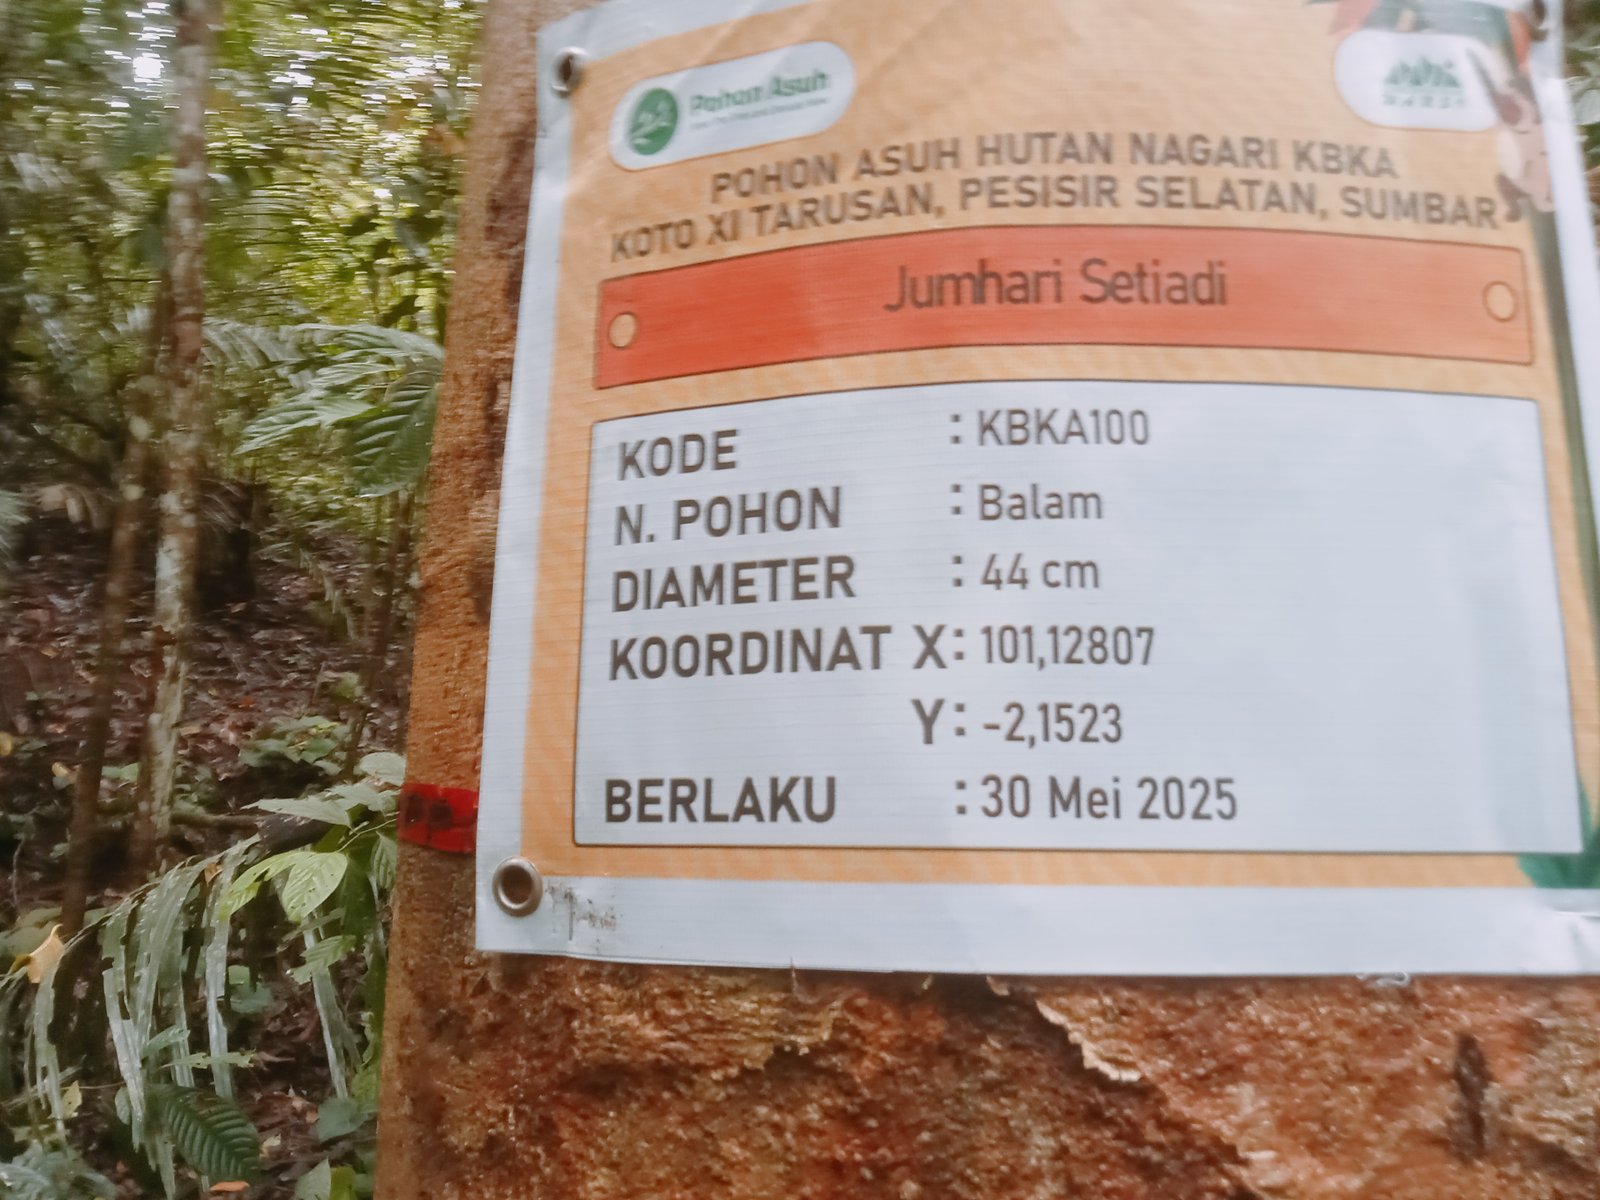 Pohon Asuh
POHON ASUH HUTAN NAGARI KBKA
KOTO XI TARUSAN, PESISIR SELATAN, SUMBAR
Jumhari Setiadi
KODE : KBKA100
N. POHON : Balam
DIAMETER : 44 cm
KOORDINAT X: 101,12807
Y: -2,1523
BERLAKU : 30 Mei 2025